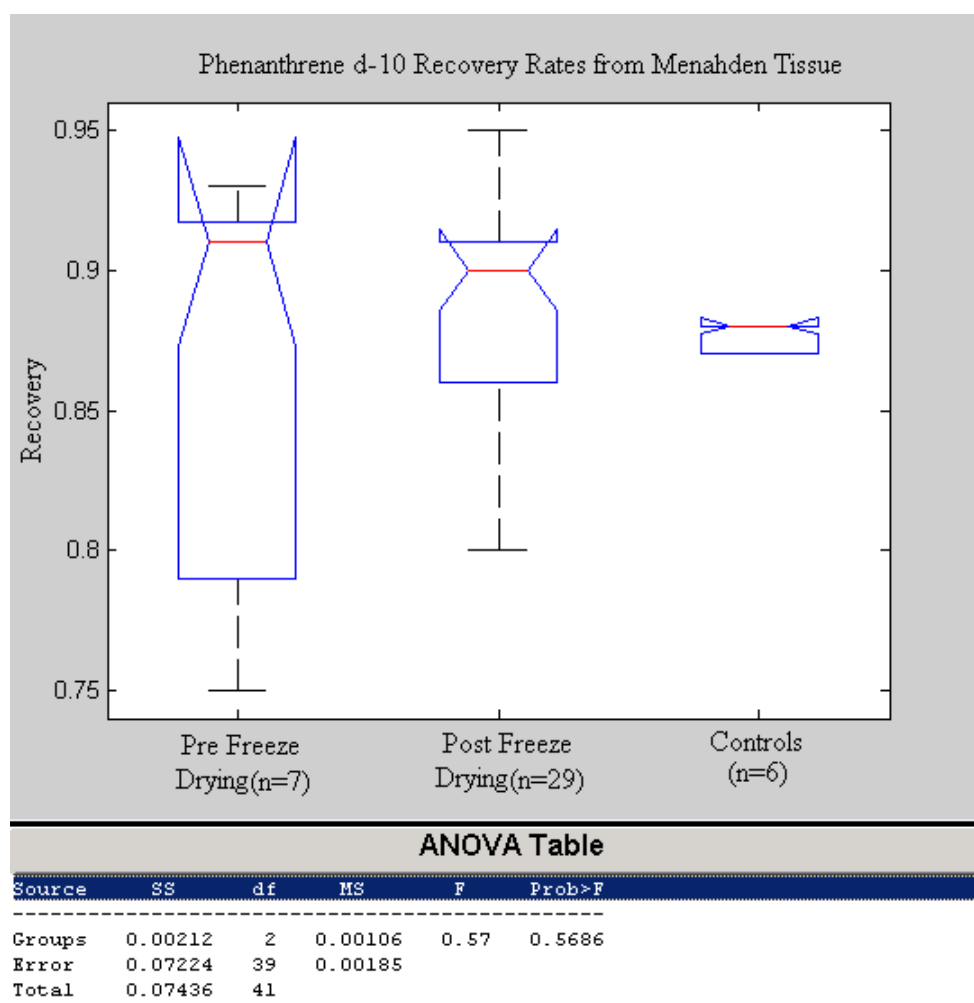 Phenanthrene d-10 Recovery Rates from Menahden Tissue
0.95
0.9
0.85
0.8
0.75
Recovery
Pre Freeze
Drying(n=7)
Post Freeze
Drying(n=29)
Controls
(n=6)
ANOVA Table
Source SS df MS F Prob>F
Groups 0.00212 2 0.00106 0.57 0.5686
Error 0.07224 39 0.00185
Total 0.07436 41